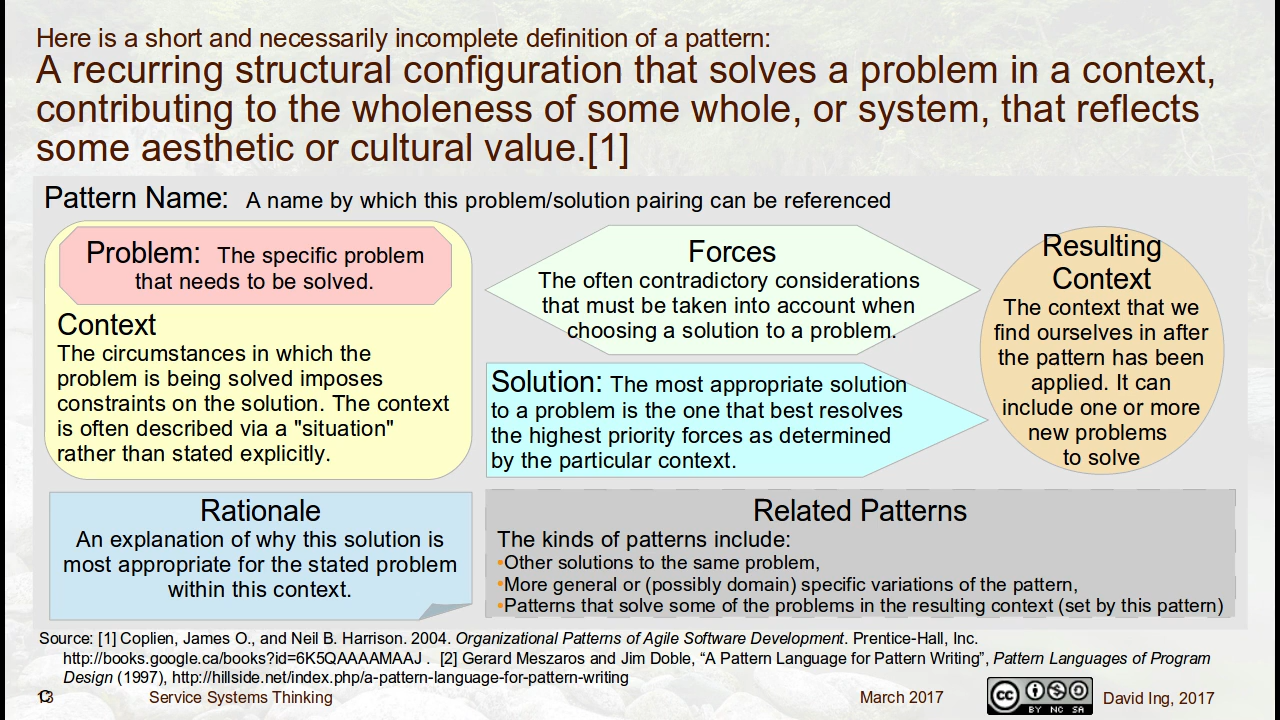 Here is a short and necessarily incomplete definition of a pattern:
A recurring structural configuration that solves a problem in a context,
contributing to the wholeness of some whole, or system, that reflects
some aesthetic or cultural value.[1]
Pattern Name: A name by which this problem/solution pairing can be referenced
Problem: The specific problem
that needs to be solved.
Context
The circumstances in which the
problem is being solved imposes
constraints on the solution. The context
is often described via a "situation"
rather than stated explicitly.
Forces
The often contradictory considerations
that must be taken into account when
choosing a solution to a problem.
Solution: The most appropriate solution
to a problem is the one that best resolves
the highest priority forces as determined
by the particular context.
Resulting
Context
The context that we
find ourselves in after
the pattern has been
applied. It can
include one or more
new problems
to solve
Rationale
An explanation of why this solution is
most appropriate for the stated problem
within this context.
Related Patterns
The kinds of patterns include:
•Other solutions to the same problem,
•More general or (possibly domain) specific variations of the pattern,
•Patterns that solve some of the problems in the resulting context (set by this pattern)
Source: [1] Coplien, James O., and Neil B. Harrison. 2004. Organizational Patterns of Agile Software Development. Prentice-Hall, Inc.
http://books.google.ca/books?id=6K5QAAAAMAAJ . [2] Gerard Meszaros and Jim Doble, “A Pattern Language for Pattern Writing”, Pattern Languages of Program
Design (1997), http://hillside.net/index.php/a-pattern-language-for-pattern-writing
13
Service Systems Thinking
March 2017
cc
BY NC SA
David Ing, 2017